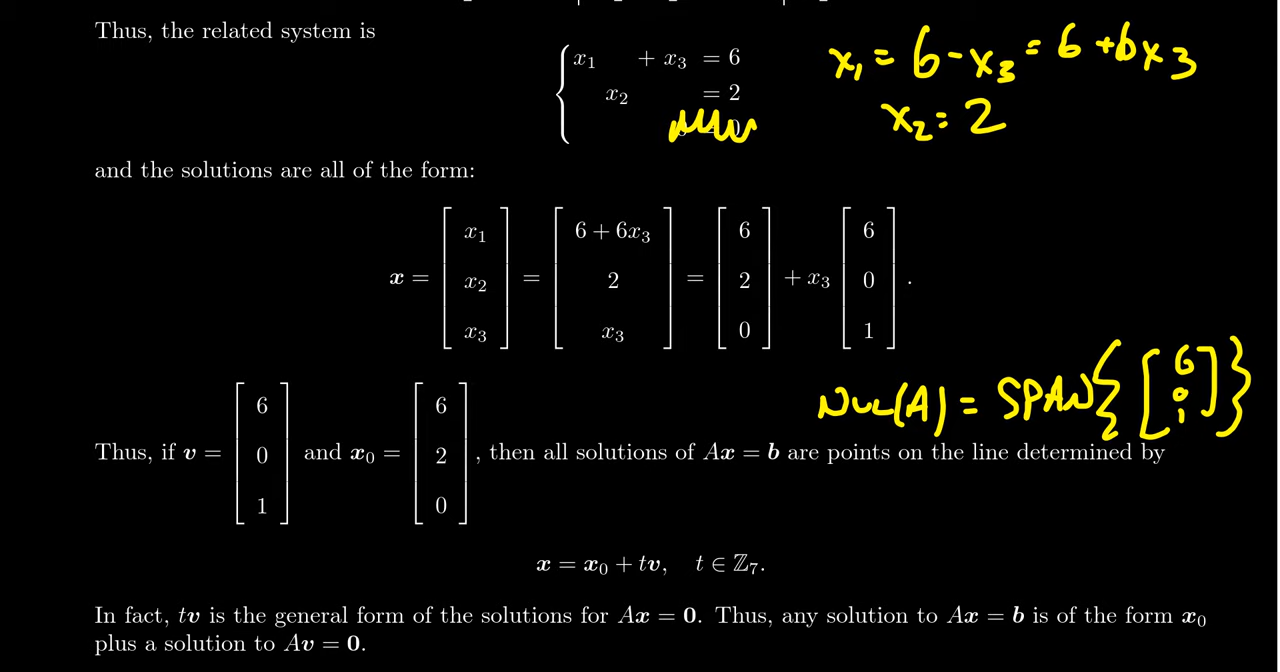 Thus, the related system is
x₁ + x₃ = 6
x₂ = 2
x₁ = 6 - x₃ = 6 + 6x₃
x₂ = 2
and the solutions are all of the form:
x = [ x₁ x₂ x₃ ] = [ 6 + 6x₃ 2 x₃ ] = [ 6 2 0 ] + x₃ [ 6 0 1 ].
NUL(A) = SPAN{ [ 6 0 1 ] }
Thus, if v = [ 6 0 1 ] and x₀ = [ 6 2 0 ], then all solutions of Ax = b are points on the line determined by
x = x₀ + tv, t ∈ ℤ₇.
In fact, tv is the general form of the solutions for Ax = 0. Thus, any solution to Ax = b is of the form x₀
plus a solution to Av = 0.